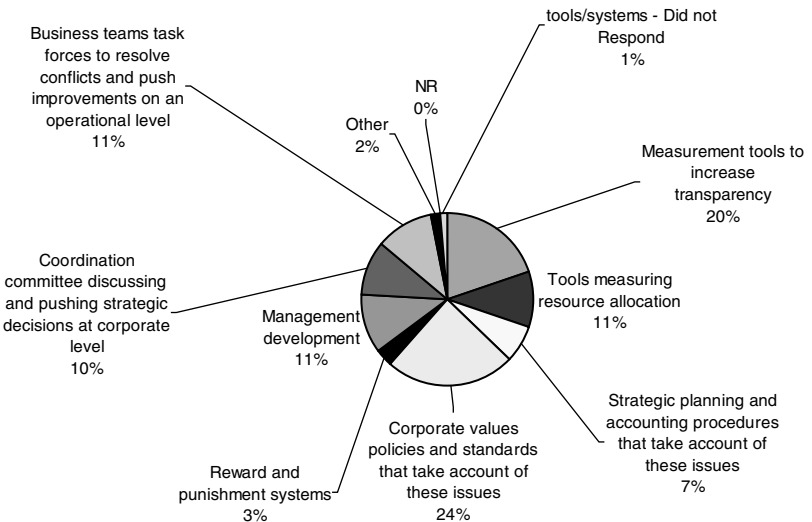 tools/systems - Did not
Respond
1%
Business teams task
forces to resolve
conflicts and push
improvements on an
operational level
11%
NR
0%
Other
2%
Measurement tools to
increase
transparency
20%
Coordination
committee discussing
and pushing strategic
decisions at corporate
level
10%
Management
development
11%
Tools measuring
resource allocation
11%
Strategic planning and
accounting procedures
that take account of
these issues
7%
Corporate values
policies and standards
that take account of
these issues
24%
Reward and
punishment systems
3%